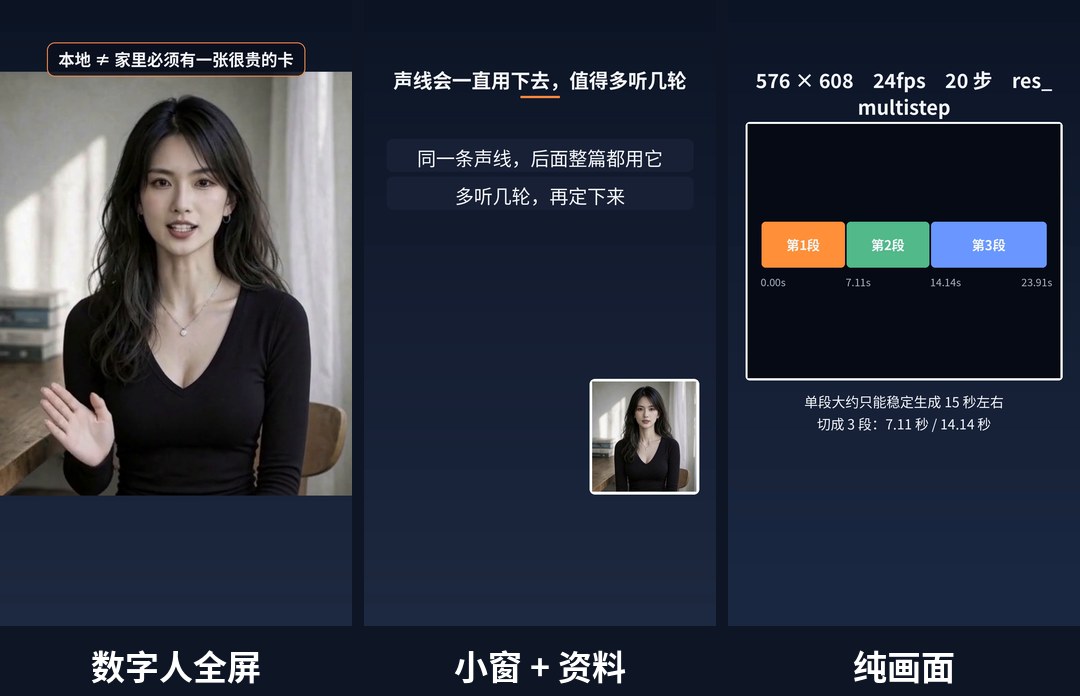 本地 ≠ 家里必须有一张很贵的卡
数字人全屏
声线会一直用下去，值得多听几轮
同一条声线，后面整篇都用它
多听几轮，再定下来
小窗 + 资料
576 × 608 24fps 20 步 res_
multistep
第1段 第2段 第3段
0.00s 7.11s 14.14s 23.91s
单段大约只能稳定生成 15 秒左右
切成 3 段：7.11 秒 / 14.14 秒
纯画面